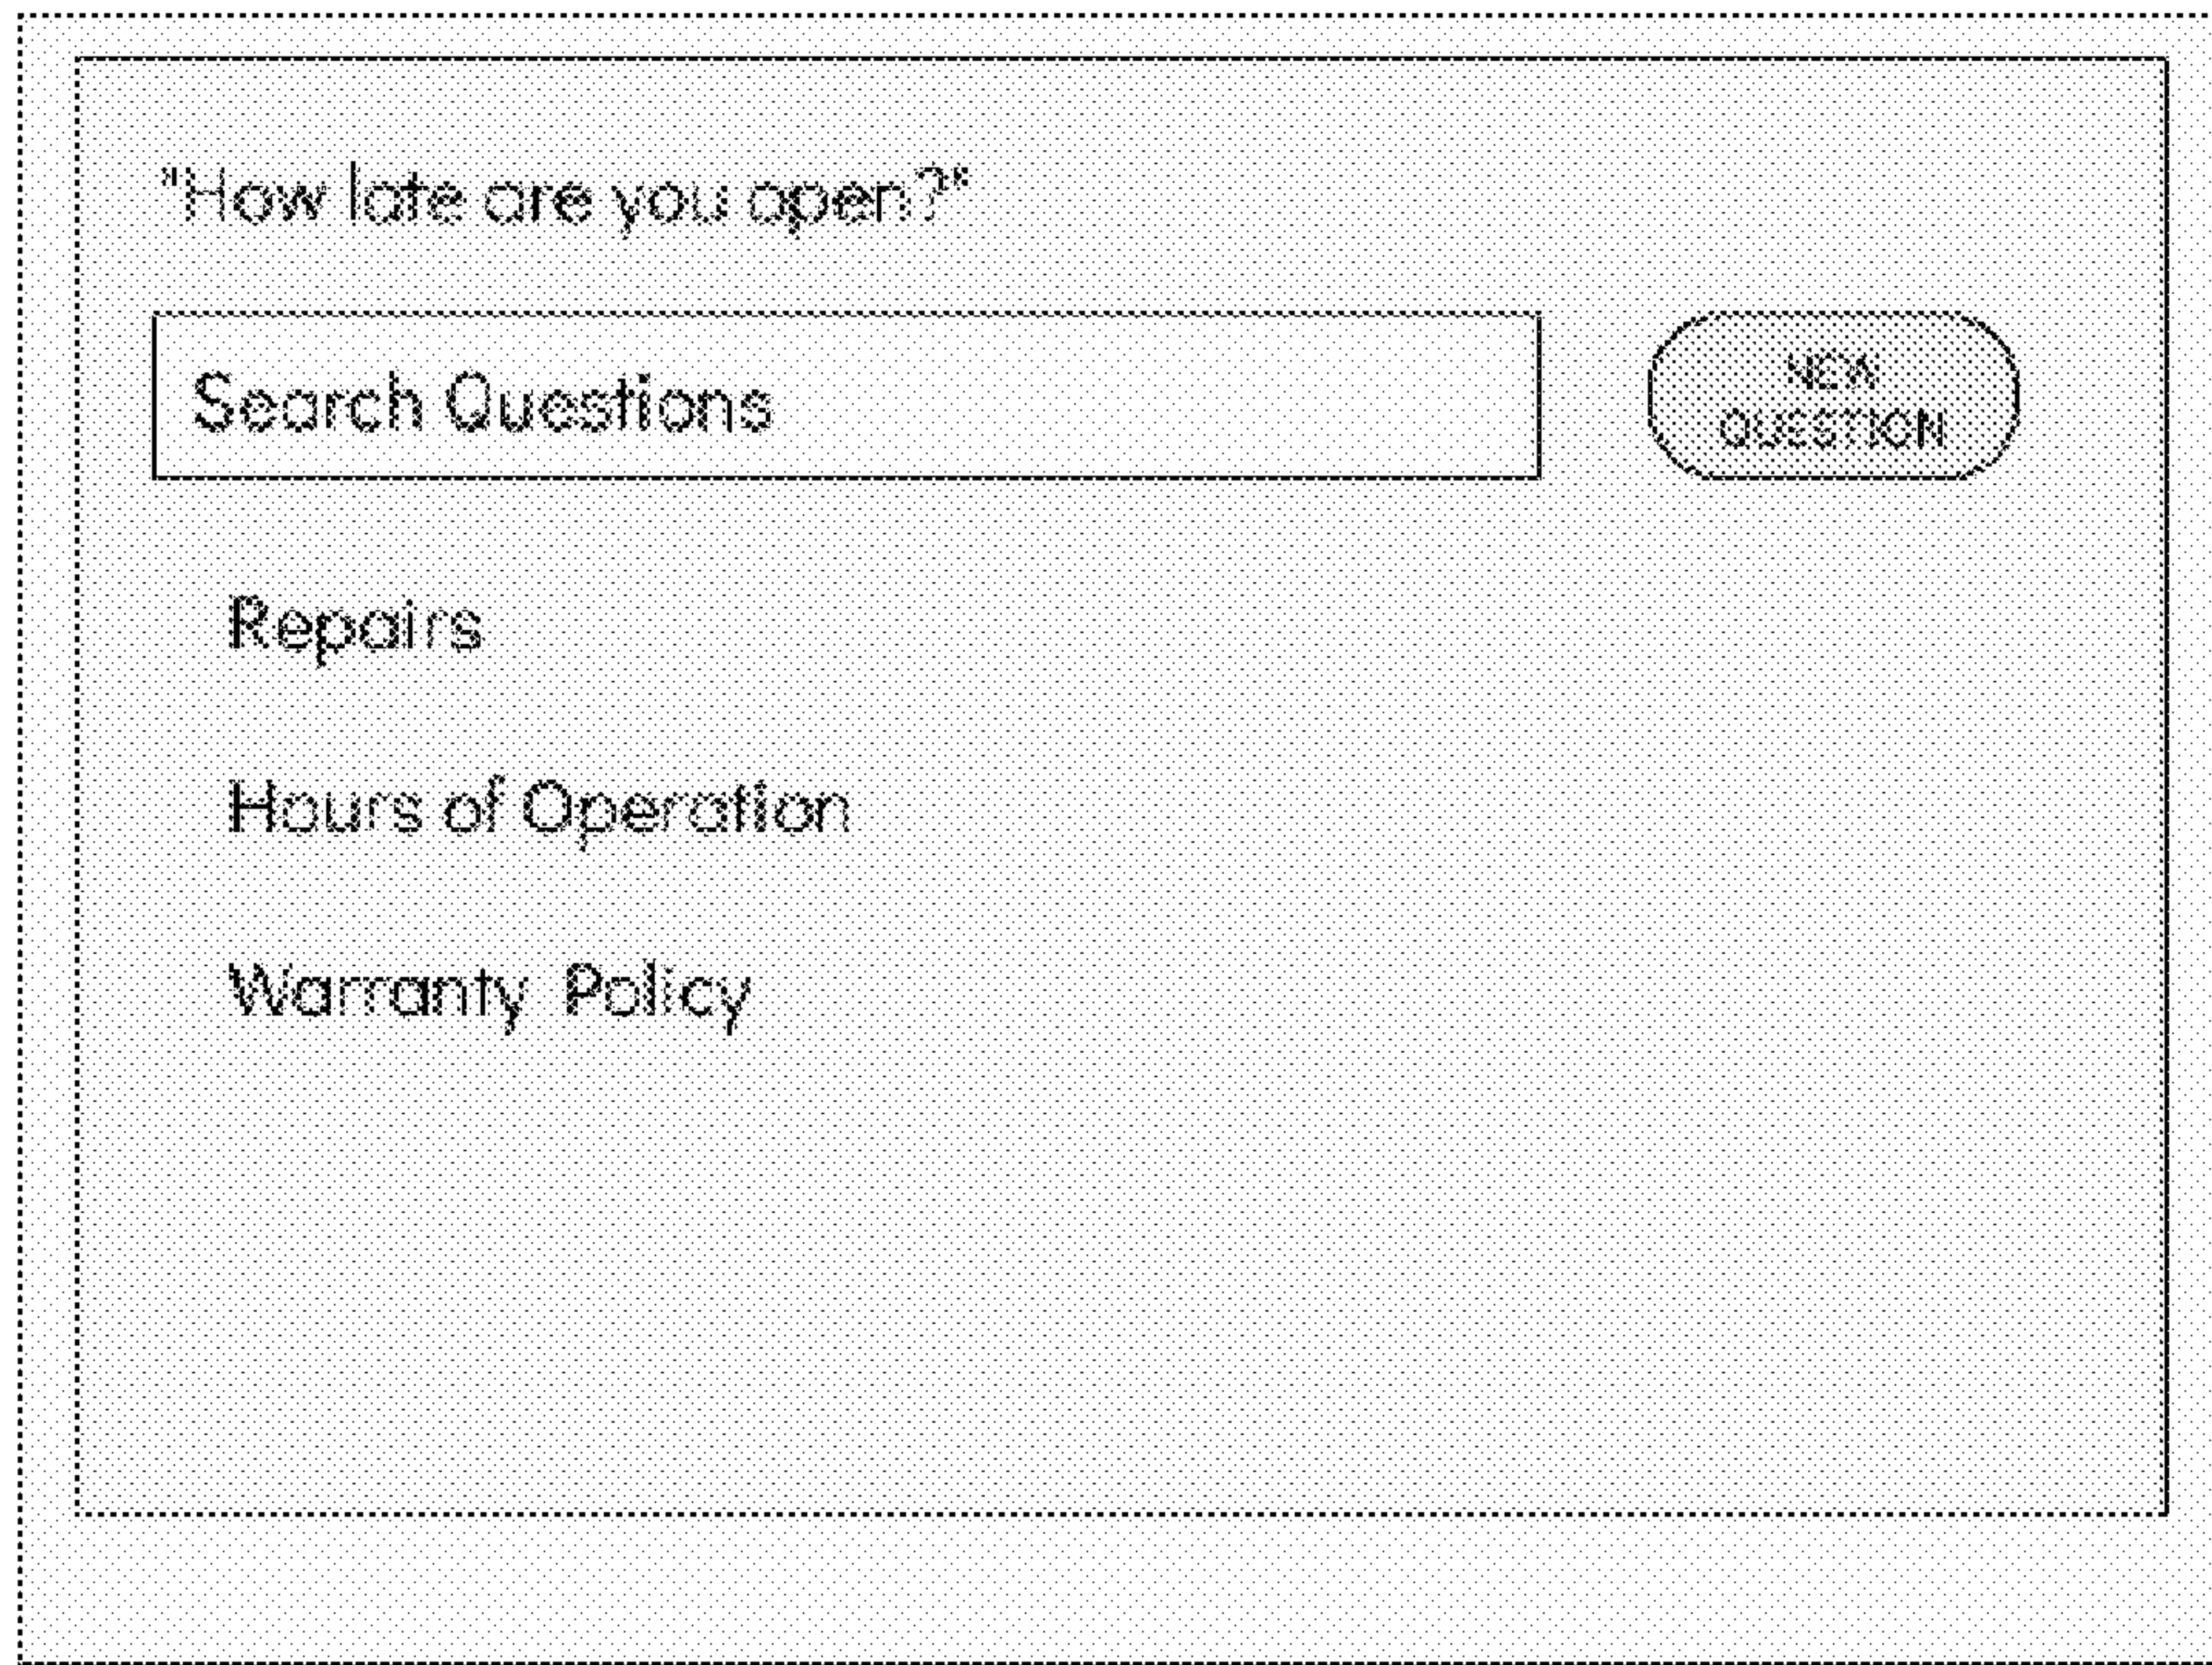 "How late are you open?"
Search Questions
NEW
QUESTION
Repairs
Hours of Operation
Warranty Policy